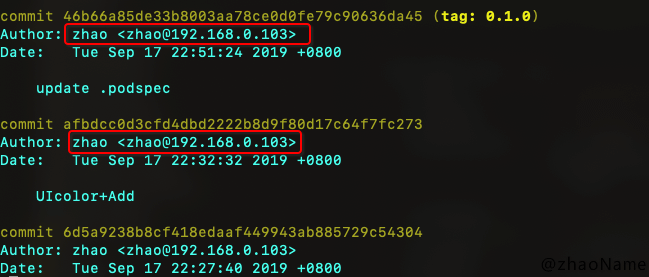 commit 46b66a85de33b8003aa78ce0d0fe79c90636da45 (tag: 0.1.0)
Author: zhao <zhao@192.168.0.103>
Date:   Tue Sep 17 22:51:24 2019 +0800
update .podspec
commit afbdcc0d3cfd4dbd2222b8d9f80d17c64f7fc273
Author: zhao <zhao@192.168.0.103>
Date:   Tue Sep 17 22:32:32 2019 +0800
UIcolor+Add
commit 6d5a9238b8cf418edaaf449943ab885729c54304
Author: zhao <zhao@192.168.0.103>
Date:   Tue Sep 17 22:27:40 2019 +0800
@zhaoName